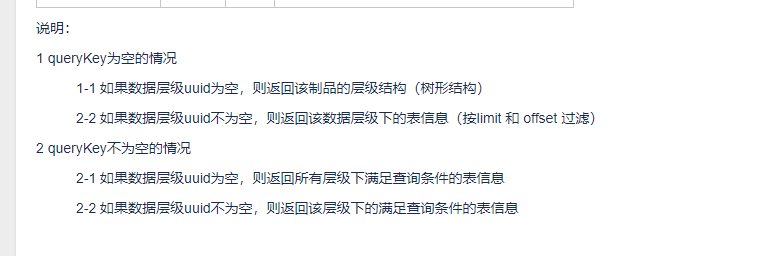 说明：
1 queryKey为空的情况
1-1 如果数据层级uuid为空，则返回该制品的层级结构（树形结构）
2-2 如果数据层级uuid不为空，则返回该数据层级下的表信息（按limit 和 offset 过滤）
2 queryKey不为空的情况
2-1 如果数据层级uuid为空，则返回所有层级下满足查询条件的表信息
2-2 如果数据层级uuid不为空，则返回该层级下的满足查询条件的表信息